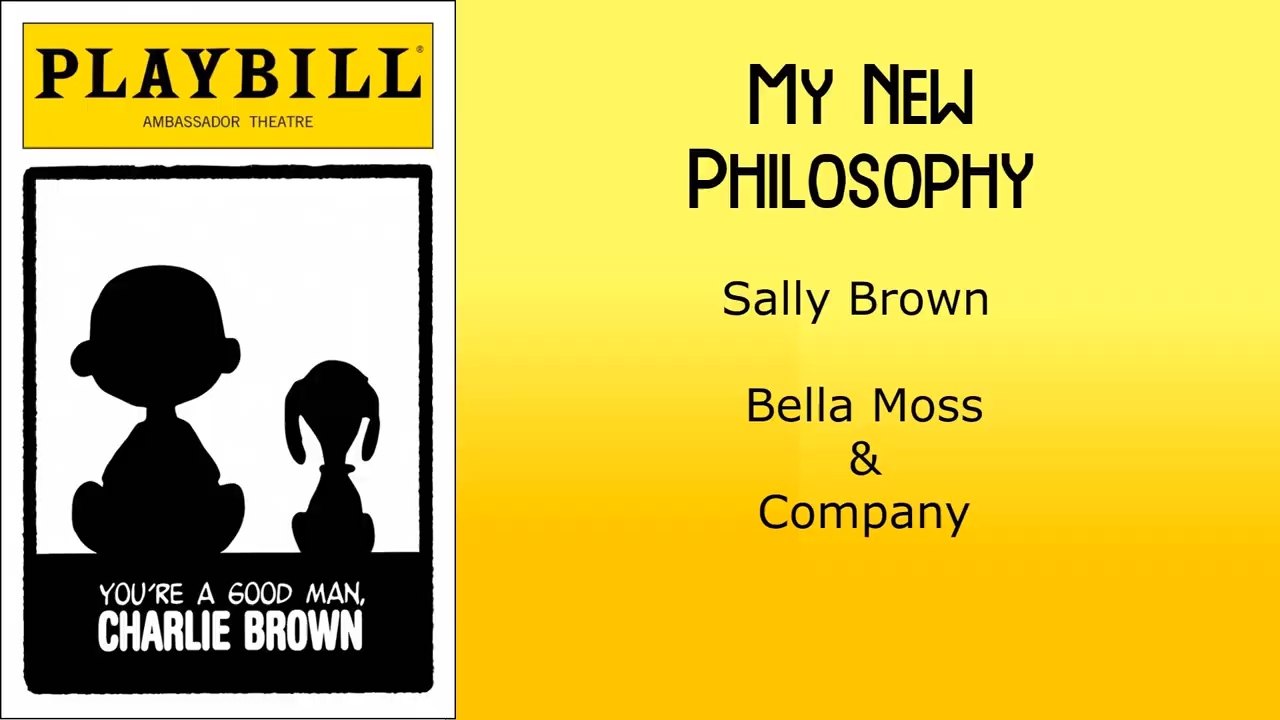 PLAYBILL®
AMBASSADOR THEATRE
YOU'RE A GOOD MAN,
CHARLIE BROWN
My New
Philosophy
Sally Brown
Bella Moss
&
Company